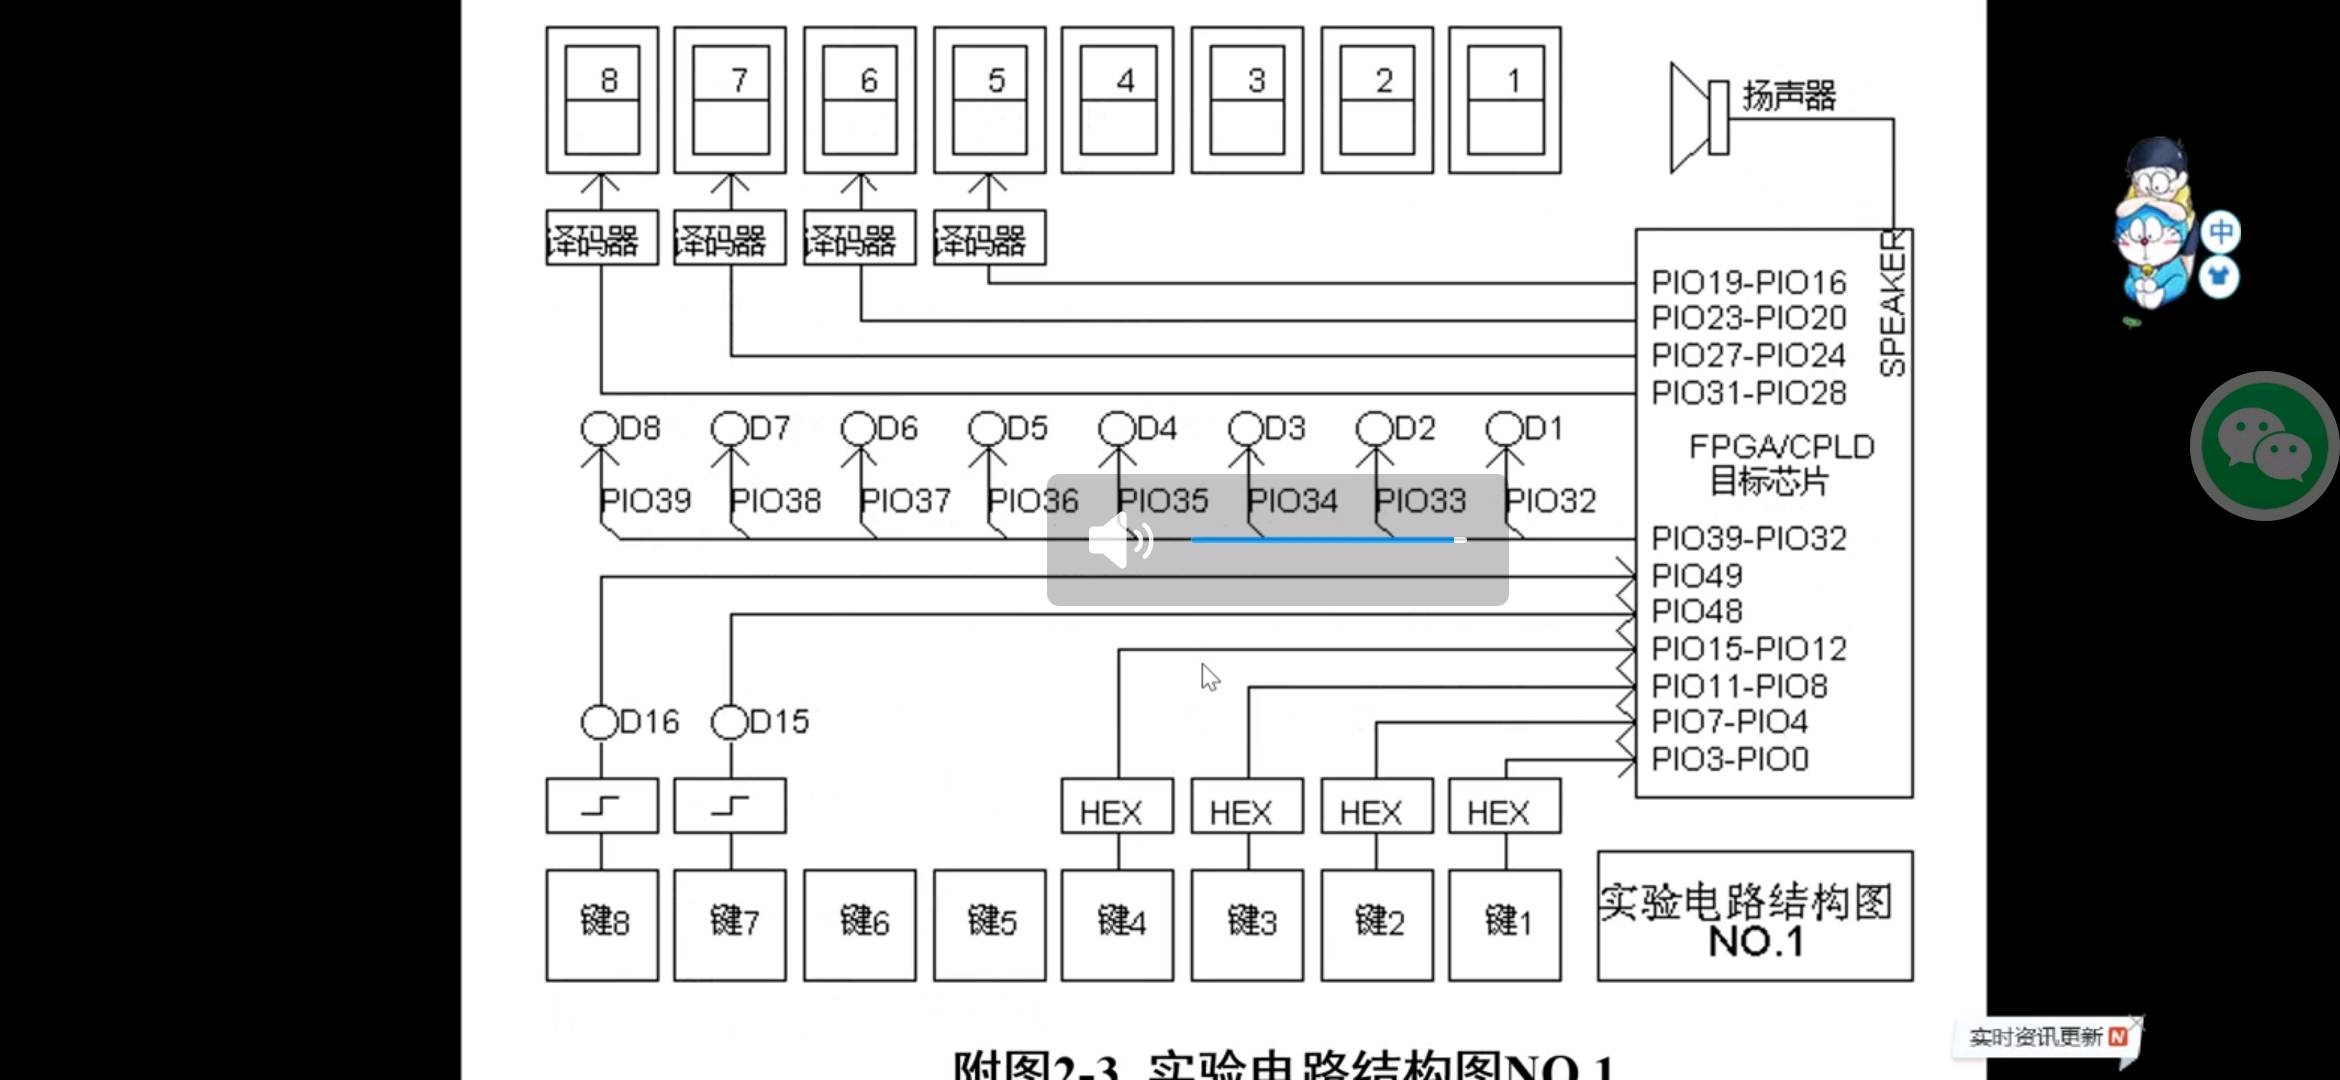 8 7 6 5 4 3 2 1
扬声器
译码器 译码器 译码器 译码器
SPEAKER
PIO19-PIO16
PIO23-PIO20
PIO27-PIO24
PIO31-PIO28
FPGA/CPLD
目标芯片
D8 D7 D6 D5 D4 D3 D2 D1
PIO39 PIO38 PIO37 PIO36 PIO35 PIO34 PIO33 PIO32
PIO39-PIO32
PIO49
PIO48
PIO15-PIO12
PIO11-PIO8
PIO7-PIO4
PIO3-PIO0
D16 D15
HEX HEX HEX HEX
键8 键7 键6 键5 键4 键3 键2 键1
实验电路结构图
NO.1
附图2-3 实验电路结构图NO.1
中
实时资讯更新 N